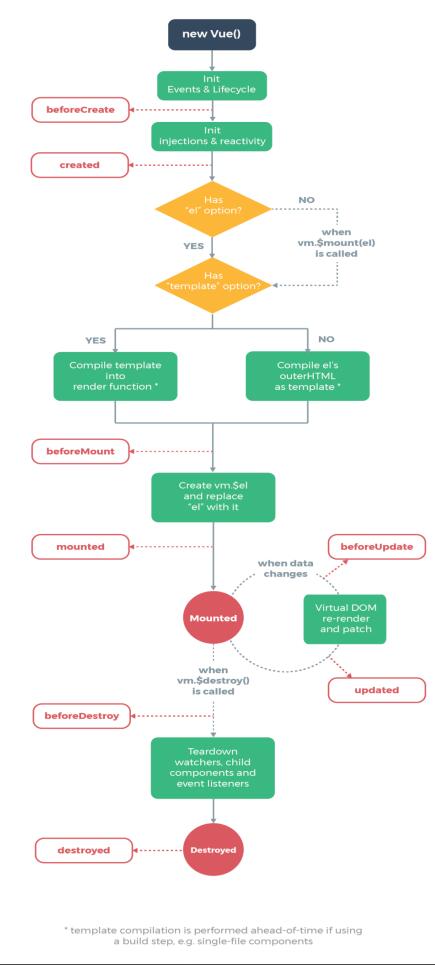 new Vue()
Init
Events & Lifecycle
beforeCreate
Init
injections & reactivity
created
Has
"el" option?
NO
when
vm.$mount(el)
is called
YES
Has
"template" option?
YES
NO
Compile template
into
render function *
Compile el's
outerHTML
as template *
beforeMount
Create vm.$el
and replace
"el" with it
mounted
beforeUpdate
when data
changes
Mounted
Virtual DOM
re-render
and patch
when
vm.$destroy()
is called
updated
beforeDestroy
Teardown
watchers, child
components and
event listeners
destroyed
Destroyed
* template compilation is performed ahead-of-time if using
a build step, e.g. single-file components